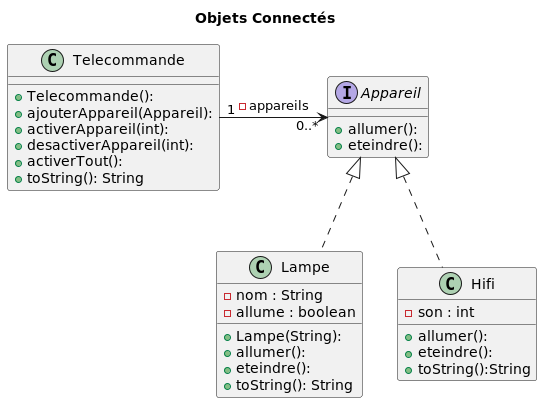 Objets Connectés
C Telecommande
Telecommande():
ajouterAppareil(Appareil):
activerAppareil(int):
desactiverAppareil(int):
activerTout():
toString(): String
1
appareils
0..*
I Appareil
allumer():
eteindre():
C Lampe
nom : String
allume : boolean
Lampe(String):
allumer():
eteindre():
toString(): String
C Hifi
son : int
allumer():
eteindre():
toString():String